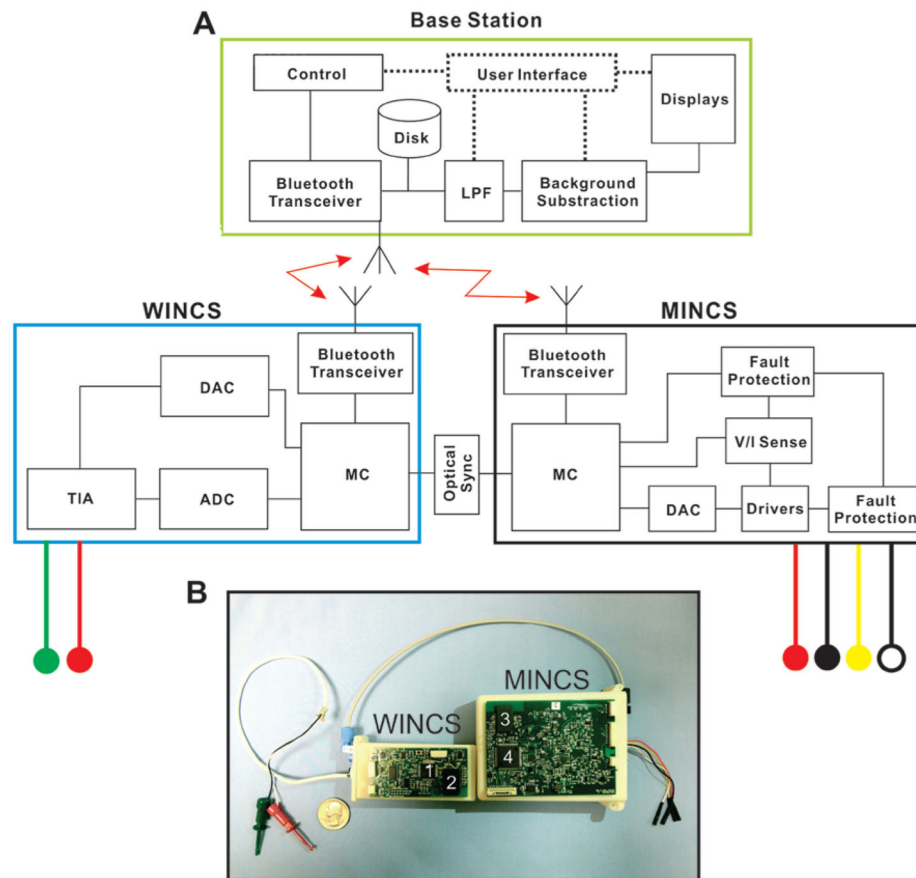 A
Base Station
Control
User Interface
Displays
Disk
Bluetooth
Transceiver
LPF
Background
Substraction
WINCS
MINCS
Bluetooth
Transceiver
DAC
MC
TIA
ADC
Optical
Sync
Bluetooth
Transceiver
Fault
Protection
V/I Sense
MC
DAC
Drivers
Fault
Protection
B
MINCS
WINCS
3
4
1
2